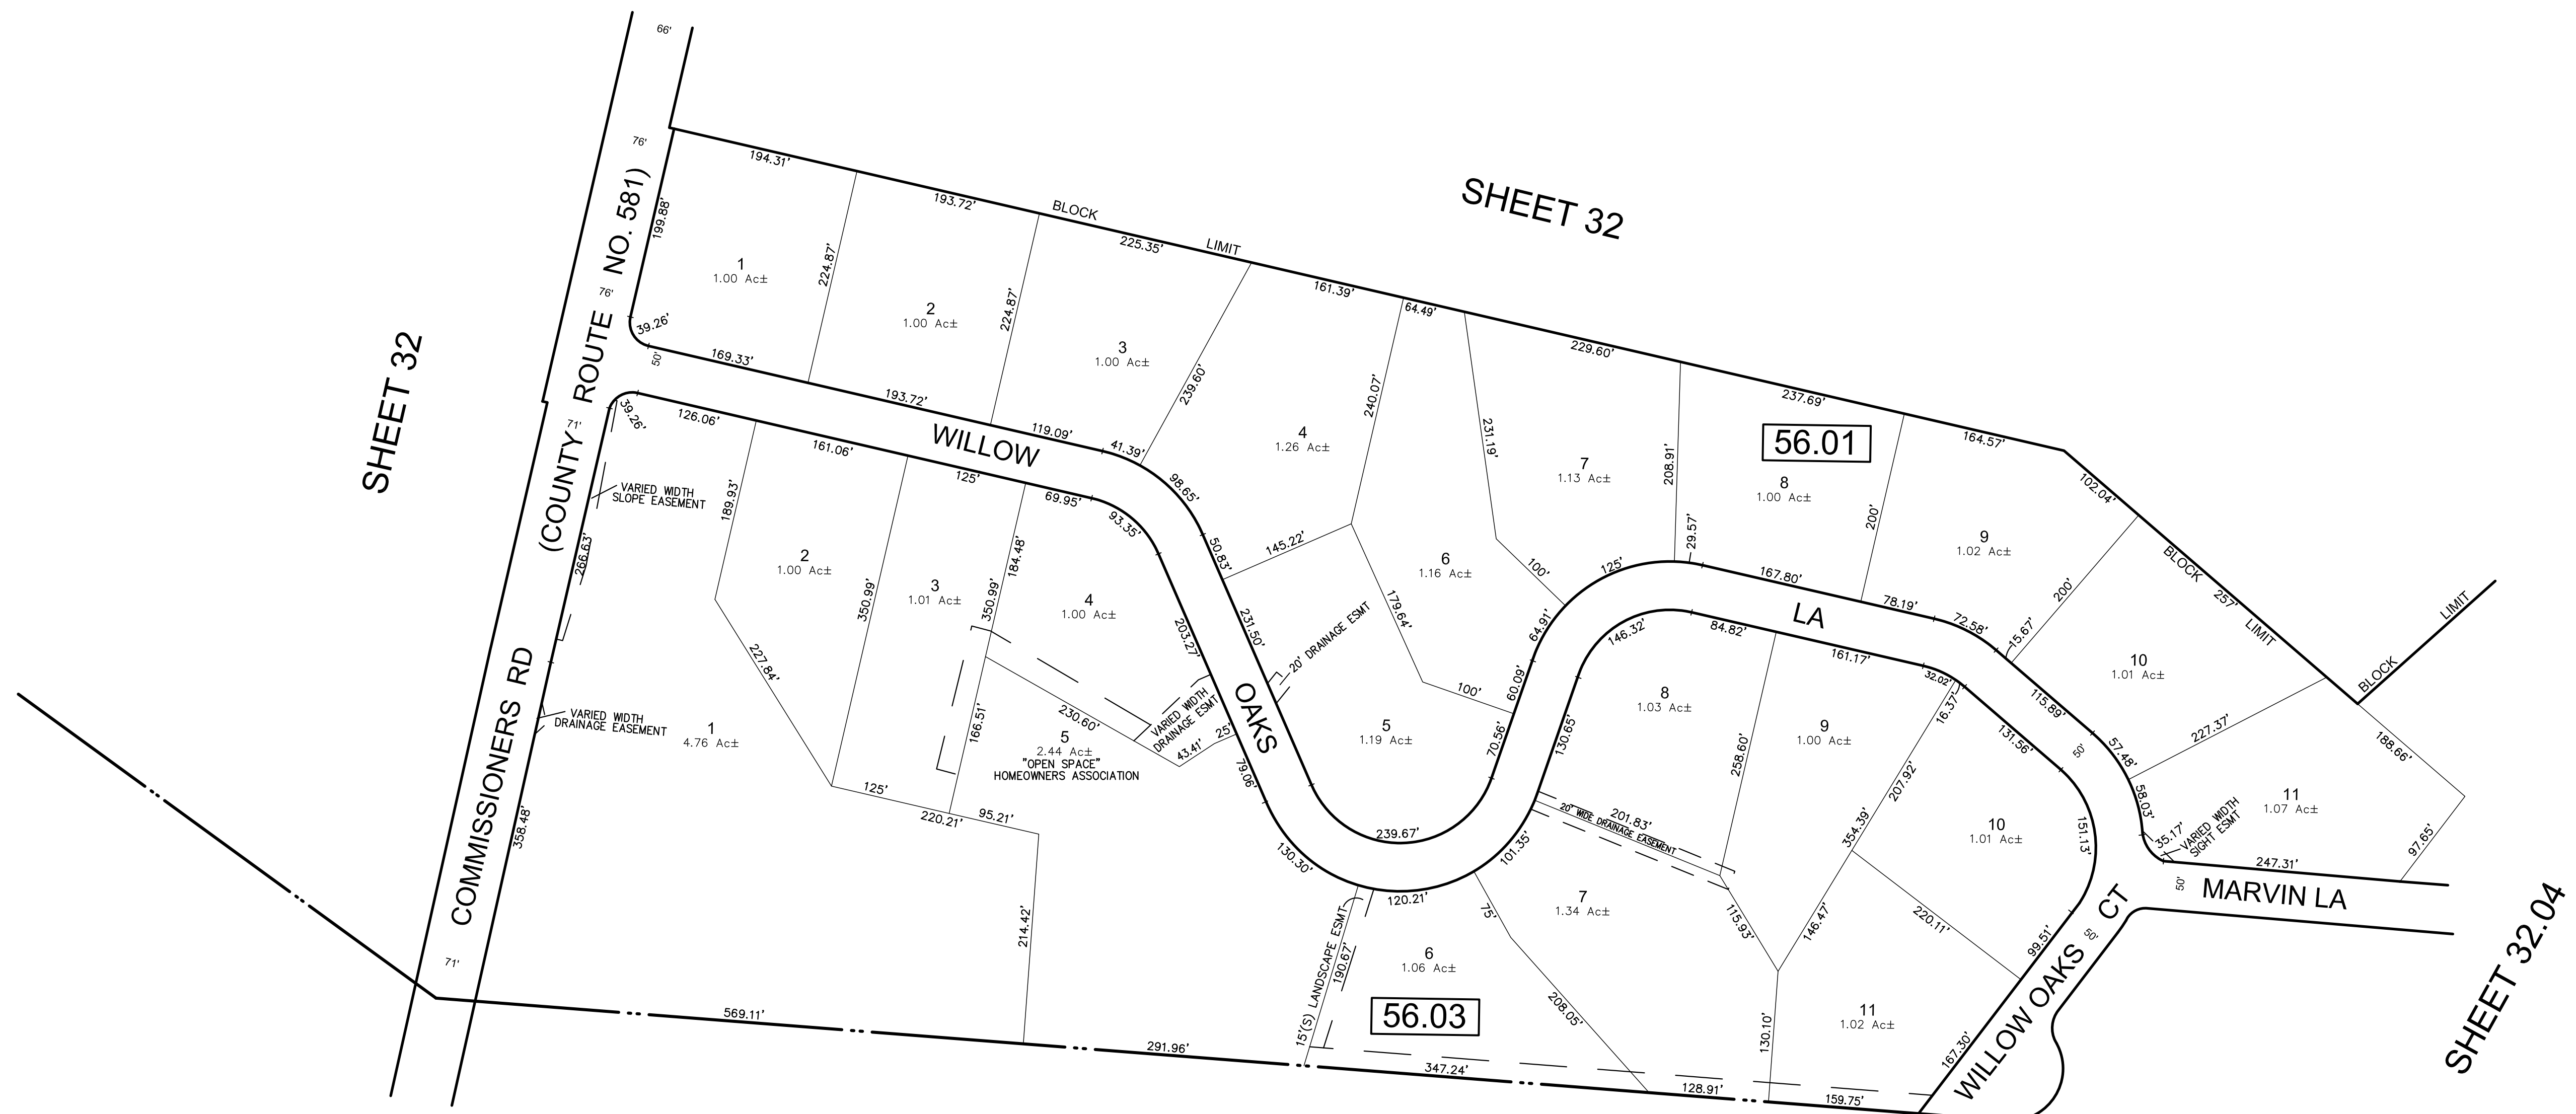 66'
76'
SHEET 32
SHEET 32
SHEET 32.04
COMMISSIONERS RD
(COUNTY ROUTE NO. 581)
76'
71'
71'
50'
194.31'
193.72'
BLOCK LIMIT
225.35'
161.39'
64.49'
229.60'
237.69'
164.57'
102.04'
BLOCK LIMIT
257'
BLOCK LIMIT
188.66'
97.65'
199.88'
39.26'
169.33'
224.87'
193.72'
224.87'
119.09'
41.39'
239.60'
98.65'
50.83'
240.07'
145.22'
179.64'
231.50'
20' DRAINAGE ESMT
100'
231.19'
100'
208.91'
29.57'
125'
64.91'
60.09'
70.56'
239.67'
167.80'
200'
78.19'
72.58'
15.67'
200'
115.89'
50'
57.48'
227.37'
58.03'
35.17'
VARIED WIDTH
SIGHT ESMT
247.31'
50'
1
1.00 Ac±
2
1.00 Ac±
3
1.00 Ac±
4
1.26 Ac±
5
1.19 Ac±
6
1.16 Ac±
7
1.13 Ac±
56.01
8
1.00 Ac±
9
1.02 Ac±
10
1.01 Ac±
11
1.07 Ac±
WILLOW
OAKS
LA
MARVIN LA
WILLOW OAKS CT
50'
39.26'
126.06'
161.06'
125'
69.95'
93.35'
203.27'
79.06'
130.30'
120.21'
101.35'
130.65'
146.32'
84.82'
161.17'
32.02'
16.37'
131.56'
151.13'
99.51'
167.30'
VARIED WIDTH
SLOPE EASEMENT
266.63'
VARIED WIDTH
DRAINAGE EASEMENT
358.48'
189.93'
227.84'
350.99'
350.99'
184.48'
166.51'
125'
220.21'
95.21'
214.42'
230.60'
43.41'
25'
VARIED WIDTH
DRAINAGE ESMT
1
4.76 Ac±
2
1.00 Ac±
3
1.01 Ac±
4
1.00 Ac±
5
2.44 Ac±
"OPEN SPACE"
HOMEOWNERS ASSOCIATION
15'(S) LANDSCAPE ESMT
190.67'
6
1.06 Ac±
56.03
75'
208.05'
7
1.34 Ac±
201.83'
20' WIDE DRAINAGE EASEMENT
115.93'
8
1.03 Ac±
258.60'
9
1.00 Ac±
207.92'
354.39'
146.47'
10
1.01 Ac±
220.11'
11
1.02 Ac±
130.10'
569.11'
291.96'
347.24'
128.91'
159.75'